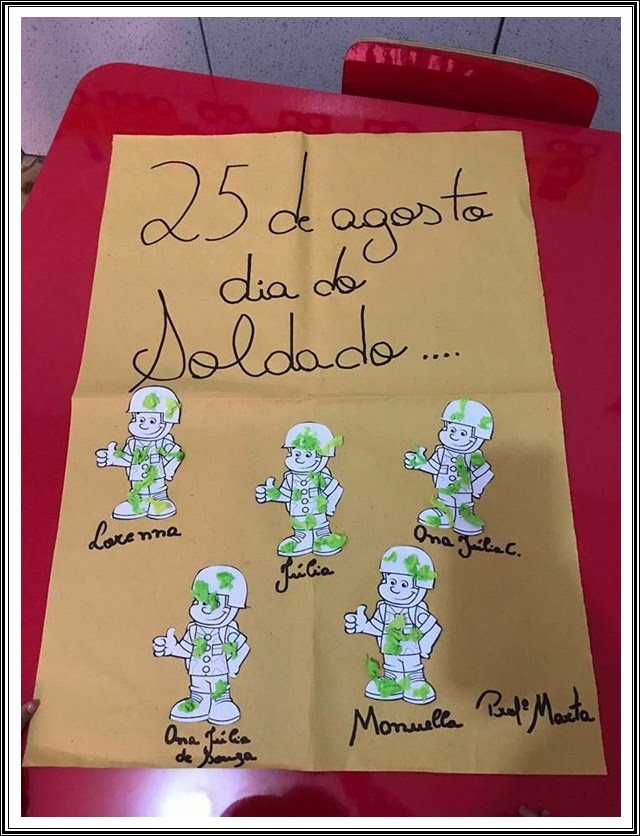 25 de agosto
dia do
Soldado....
Lorenna
Júlia
Ana Júlia C.
Ana Júlia
de Souza
Manuella
Profª Marta